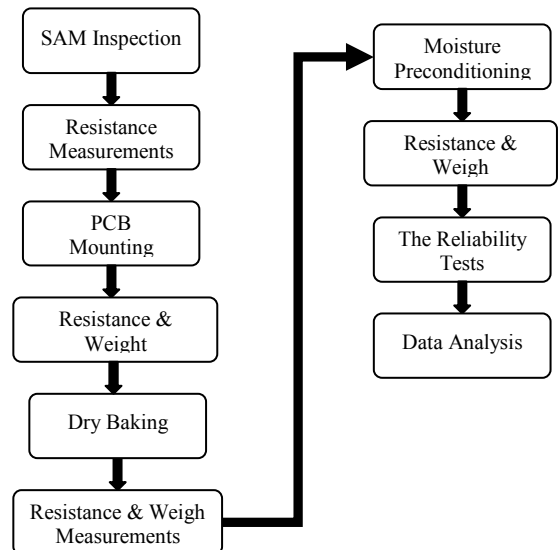 SAM Inspection
Resistance
Measurements
PCB
Mounting
Resistance &
Weight
Dry Baking
Resistance & Weigh
Measurements
Moisture
Preconditioning
Resistance &
Weigh
The Reliability
Tests
Data Analysis